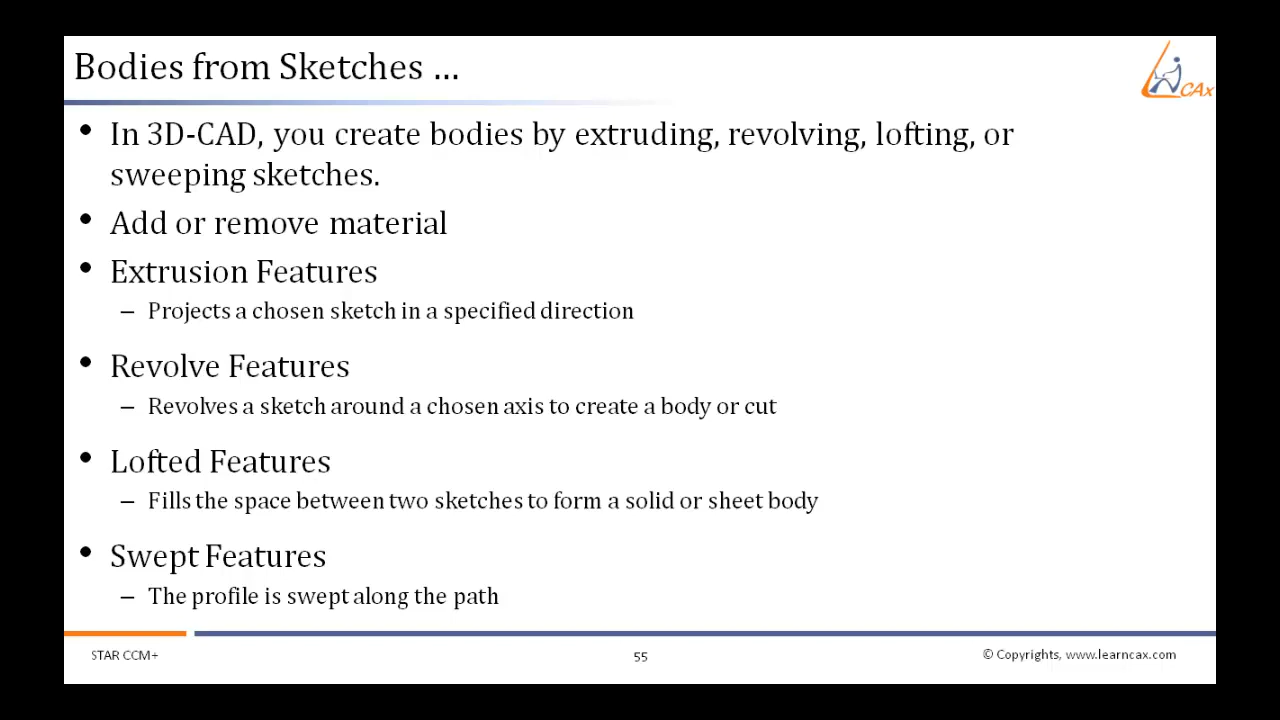 Bodies from Sketches ...
CAx
• In 3D-CAD, you create bodies by extruding, revolving, lofting, or
sweeping sketches.
• Add or remove material
• Extrusion Features
– Projects a chosen sketch in a specified direction
• Revolve Features
– Revolves a sketch around a chosen axis to create a body or cut
• Lofted Features
– Fills the space between two sketches to form a solid or sheet body
• Swept Features
– The profile is swept along the path
STAR CCM+
55
© Copyrights, www.learncax.com